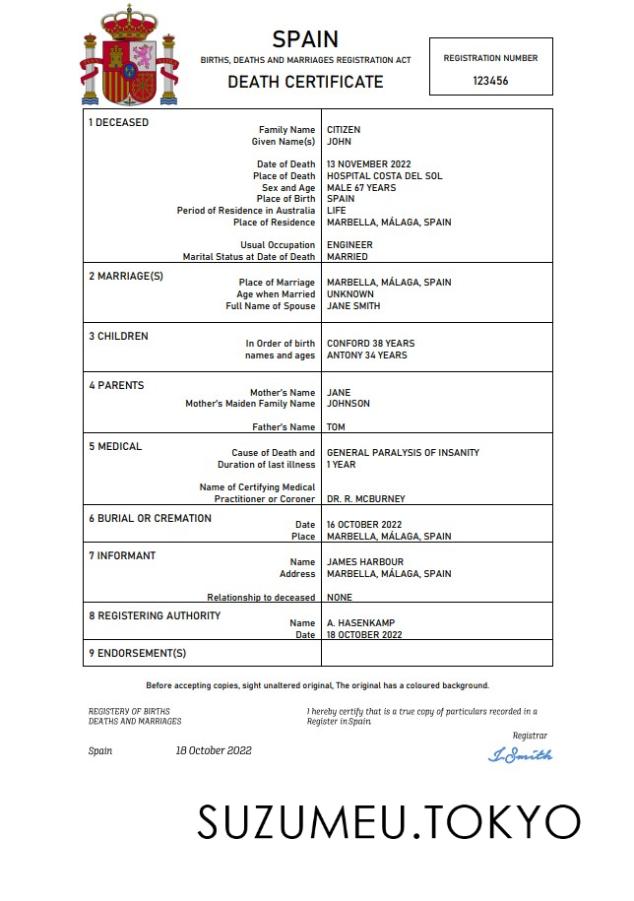 SPAIN
BIRTHS, DEATHS AND MARRIAGES REGISTRATION ACT
DEATH CERTIFICATE
REGISTRATION NUMBER
123456
1 DECEASED
Family Name CITIZEN
Given Name(s) JOHN
Date of Death 13 NOVEMBER 2022
Place of Death HOSPITAL COSTA DEL SOL
Sex and Age MALE 67 YEARS
Place of Birth SPAIN
Period of Residence in Australia LIFE
Place of Residence MARBELLA, MÁLAGA, SPAIN
Usual Occupation ENGINEER
Marital Status at Date of Death MARRIED
2 MARRIAGE(S)
Place of Marriage MARBELLA, MÁLAGA, SPAIN
Age when Married UNKNOWN
Full Name of Spouse JANE SMITH
3 CHILDREN
In Order of birth CONFORD 38 YEARS
names and ages ANTONY 34 YEARS
4 PARENTS
Mother's Name JANE
Mother's Maiden Family Name JOHNSON
Father's Name TOM
5 MEDICAL
Cause of Death and GENERAL PARALYSIS OF INSANITY
Duration of last illness 1 YEAR
Name of Certifying Medical
Practitioner or Coroner DR. R. MCBURNEY
6 BURIAL OR CREMATION
Date 16 OCTOBER 2022
Place MARBELLA, MÁLAGA, SPAIN
7 INFORMANT
Name JAMES HARBOUR
Address MARBELLA, MÁLAGA, SPAIN
Relationship to deceased NONE
8 REGISTERING AUTHORITY
Name A. HASENKAMP
Date 18 OCTOBER 2022
9 ENDORSEMENT(S)
Before accepting copies, sight unaltered original, The original has a coloured background.
REGISTERY OF BIRTHS
DEATHS AND MARRIAGES
I hereby certify that is a true copy of particulars recorded in a
Register in Spain
Registrar
Spain 18 October 2022
I. Smith
SUZUMEU.TOKYO